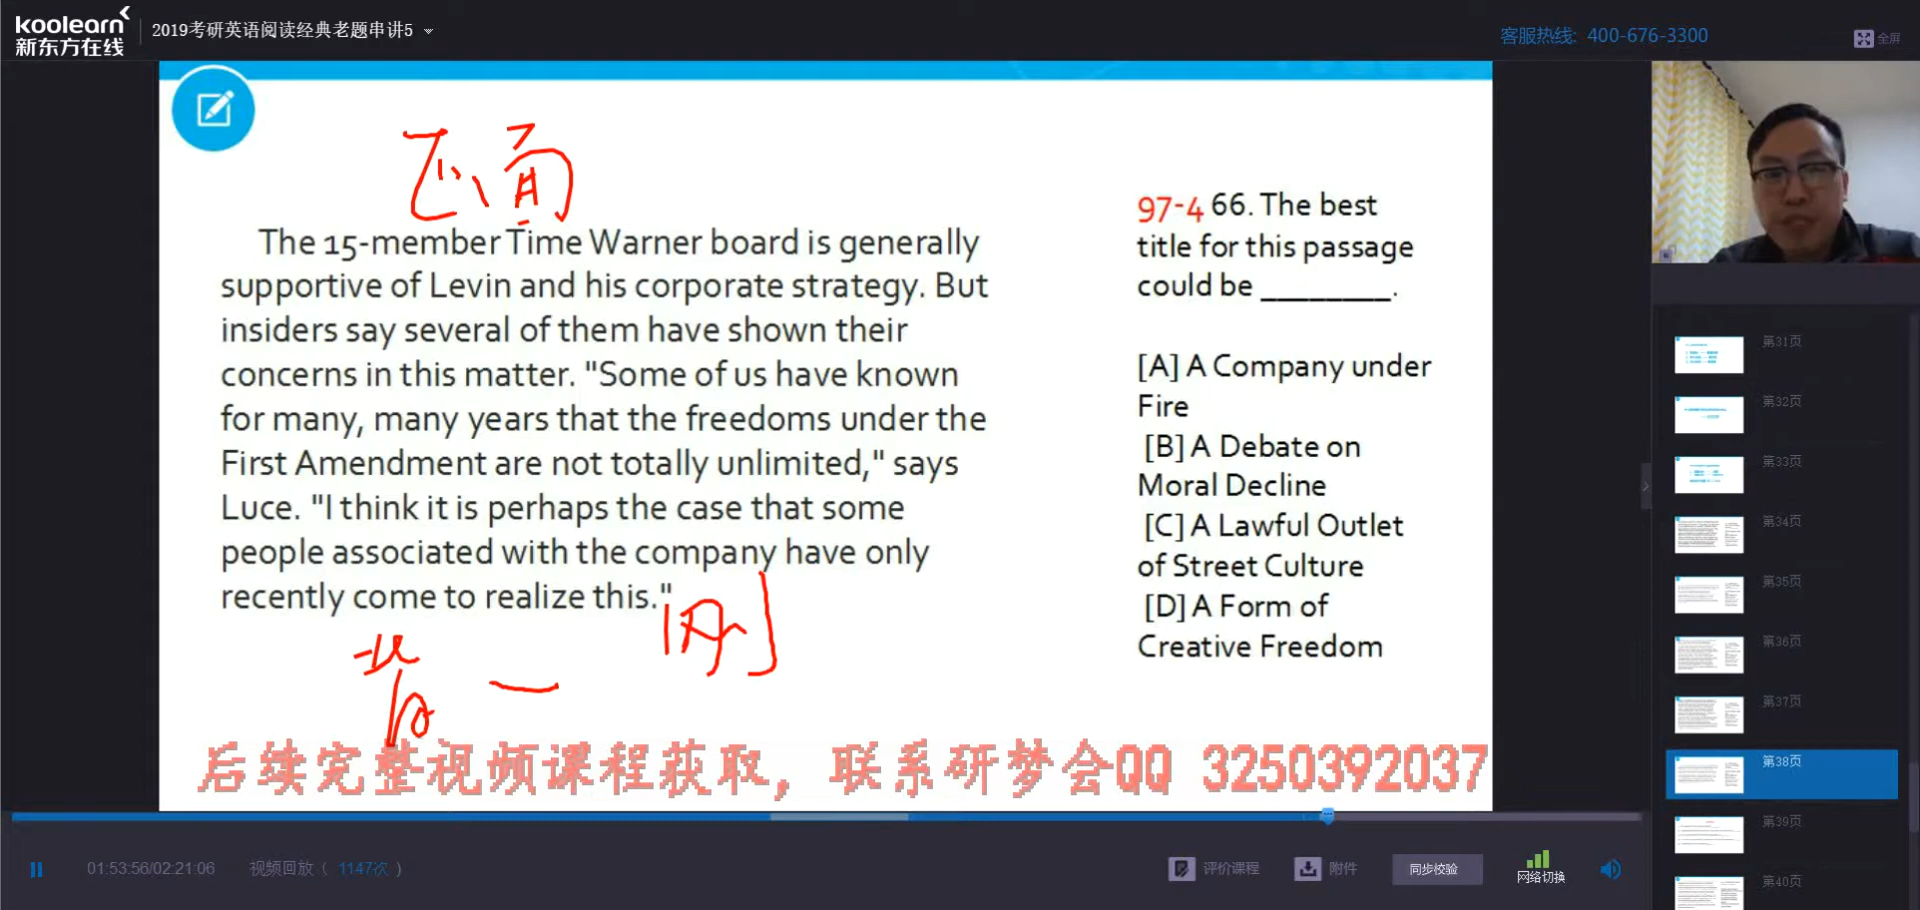 koolearn
新东方在线
2019考研英语阅读经典老题串讲5
客服热线: 400-676-3300
全屏
正面
The 15-member Time Warner board is generally
supportive of Levin and his corporate strategy. But
insiders say several of them have shown their
concerns in this matter. "Some of us have known
for many, many years that the freedoms under the
First Amendment are not totally unlimited," says
Luce. "I think it is perhaps the case that some
people associated with the company have only
recently come to realize this."
97-4 66. The best
title for this passage
could be ________.
[A] A Company under
Fire
[B] A Debate on
Moral Decline
[C] A Lawful Outlet
of Street Culture
[D] A Form of
Creative Freedom
后续完整视频课程获取，联系研梦会QQ 3250392037
第31页
第32页
第33页
第34页
第35页
第36页
第37页
第38页
第39页
第40页
01:53:56/02:21:06
视频回放（ 1147次 ）
评价课程
附件
同步校验
网络切换